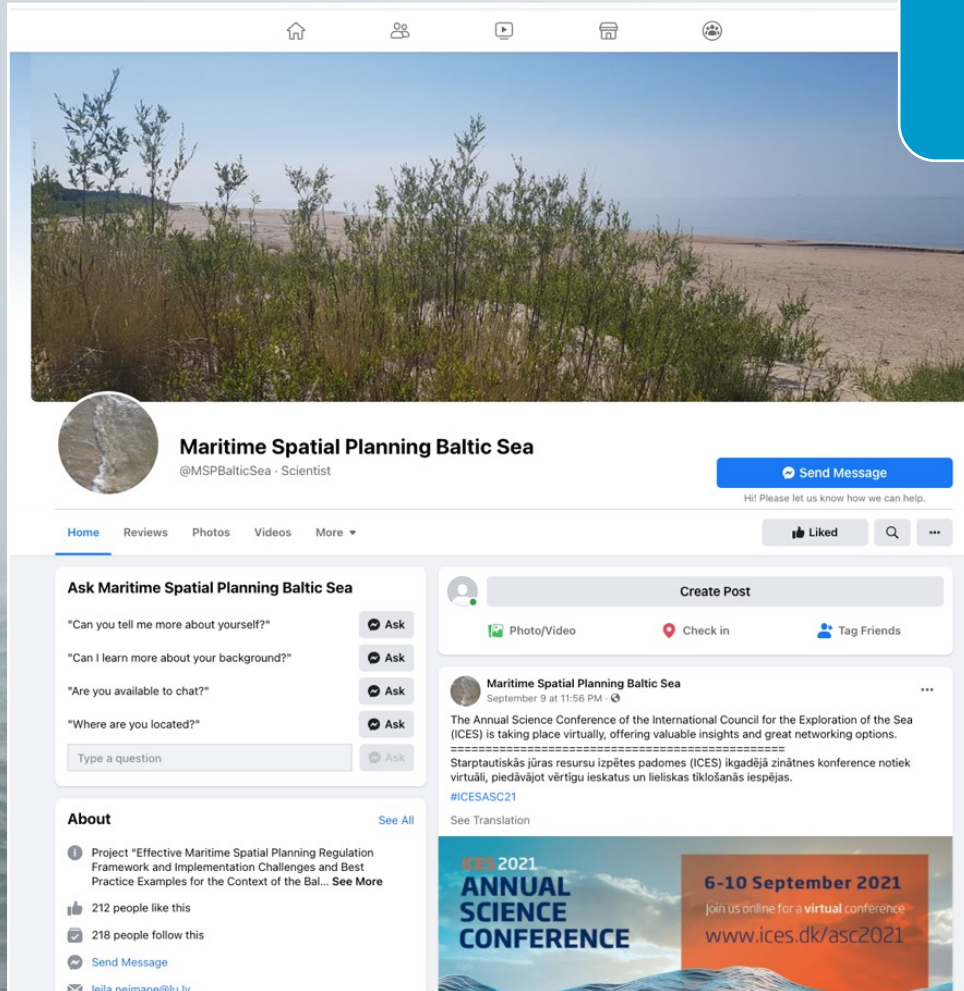 Maritime Spatial Planning Baltic Sea
@MSPBalticSea · Scientist
Send Message
Hi! Please let us know how we can help.
Home
Reviews
Photos
Videos
More
Liked
Ask Maritime Spatial Planning Baltic Sea
"Can you tell me more about yourself?"
Ask
"Can I learn more about your background?"
Ask
"Are you available to chat?"
Ask
"Where are you located?"
Ask
Type a question
Ask
About
See All
Project "Effective Maritime Spatial Planning Regulation
Framework and Implementation Challenges and Best
Practice Examples for the Context of the Bal... See More
212 people like this
218 people follow this
Send Message
leila.neimane@lu.lv
Create Post
Photo/Video
Check in
Tag Friends
Maritime Spatial Planning Baltic Sea
September 9 at 11:56 PM ·
The Annual Science Conference of the International Council for the Exploration of the Sea
(ICES) is taking place virtually, offering valuable insights and great networking options.
================================================
Starptautiskās jūras resursu izpētes padomes (ICES) ikgadējā zinātnes konference notiek
virtuāli, piedāvājot vērtīgu ieskatus un lieliskas tīklošanās iespējas.
#ICESASC21
See Translation
ICES 2021
ANNUAL
SCIENCE
CONFERENCE
6-10 September 2021
Join us online for a virtual conference
www.ices.dk/asc2021